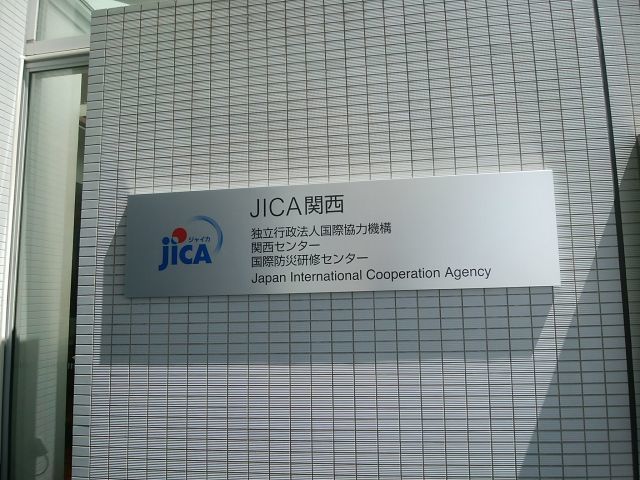 JICA関西
ジャイカ
jICA
独立行政法人国際協力機構
関西センター
国際防災研修センター
Japan International Cooperation Agency